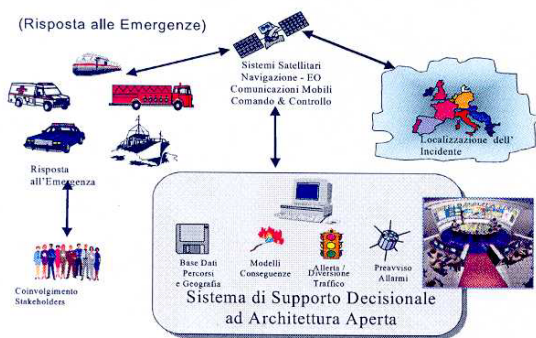 (Risposta alle Emergenze)
Sistemi Satellitari
Navigazione - EO
Comunicazioni Mobili
Comando & Controllo
Localizzazione dell'
Incidente
Risposta
all'Emergenza
Coinvolgimento
Stakeholders
Base Dati
Percorsi
e Geografia
Modelli
Conseguenze
Allerta /
Diversione
Traffico
Preavviso
Allarmi
Sistema di Supporto Decisionale
ad Architettura Aperta